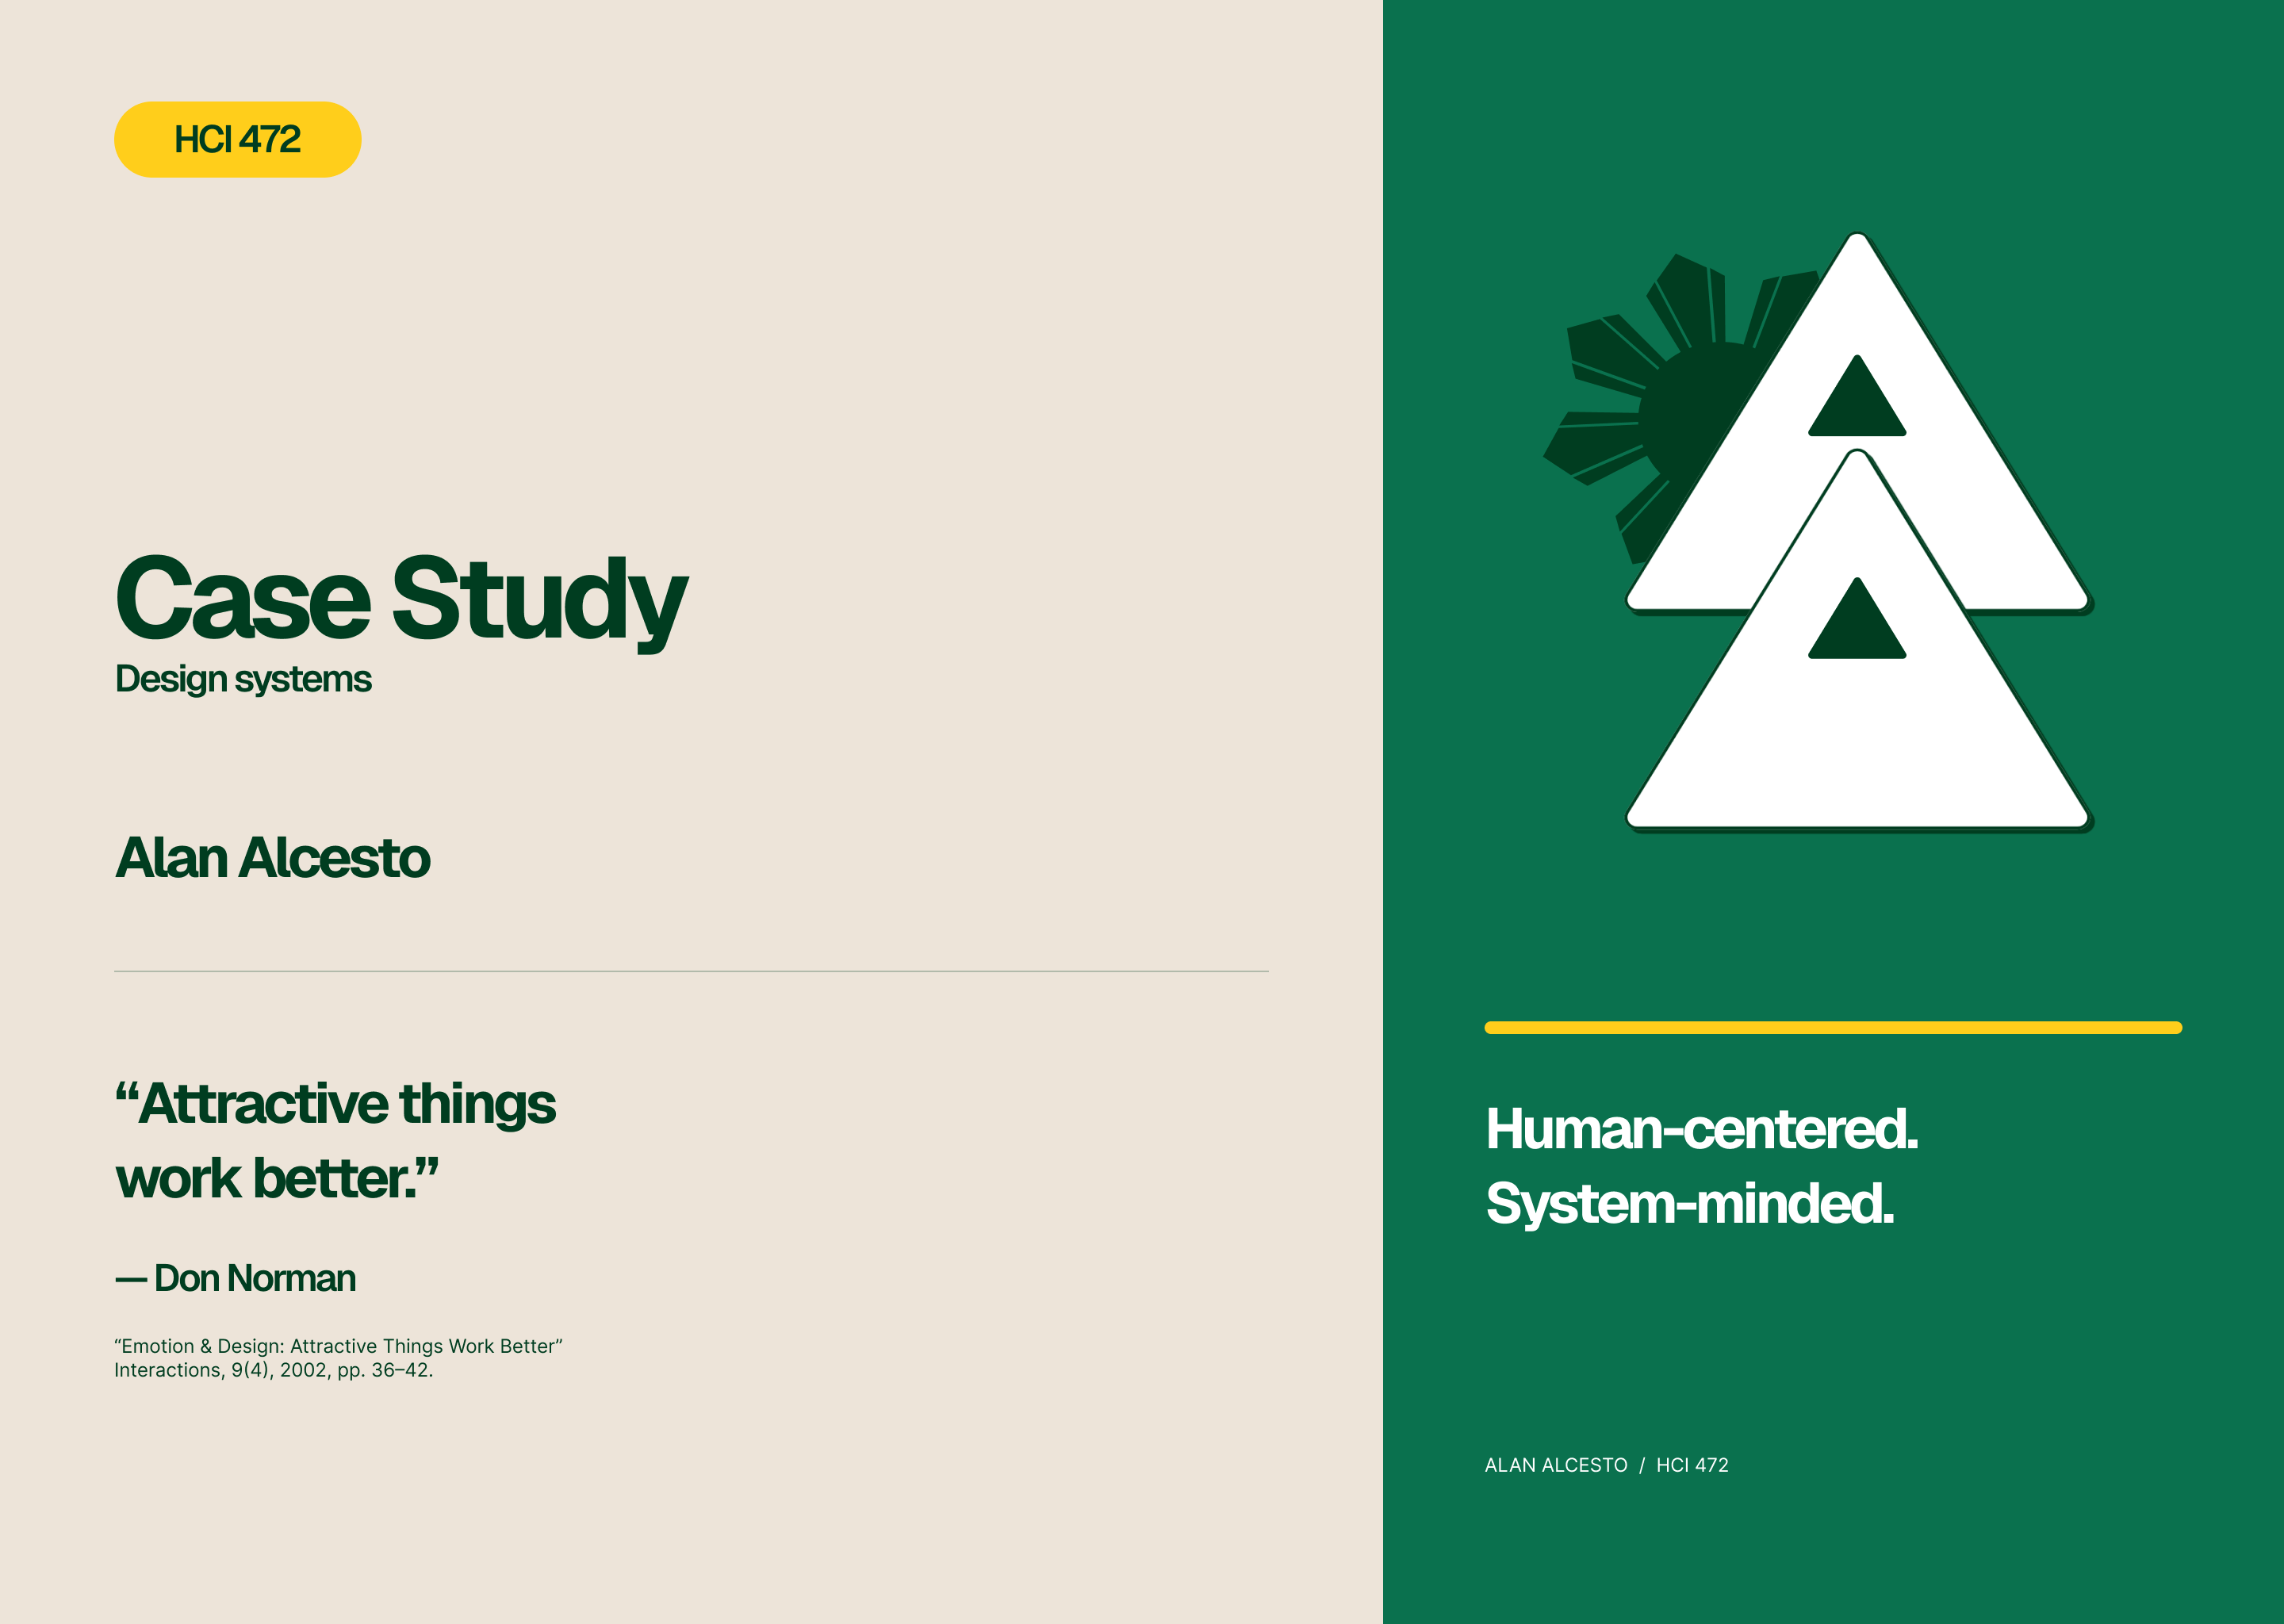 HCI 472
Case Study
Design systems
Alan Alcesto
“Attractive things
work better.”
— Don Norman
“Emotion & Design: Attractive Things Work Better”
Interactions, 9(4), 2002, pp. 36–42.
Human-centered.
System-minded.
ALAN ALCESTO / HCI 472